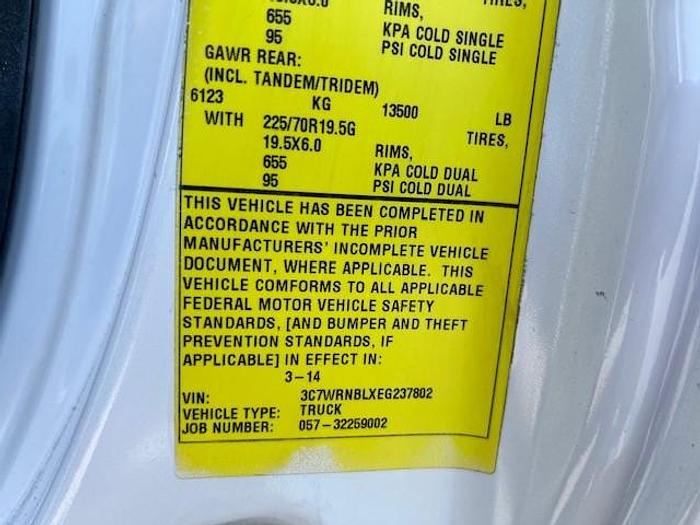 RIMS,
655 KPA COLD SINGLE
95 PSI COLD SINGLE
GAWR REAR:
(INCL. TANDEM/TRIDEM)
6123 KG 13500 LB
WITH 225/70R19.5G TIRES,
19.5X6.0 RIMS,
655 KPA COLD DUAL
95 PSI COLD DUAL
THIS VEHICLE HAS BEEN COMPLETED IN
ACCORDANCE WITH THE PRIOR
MANUFACTURERS' INCOMPLETE VEHICLE
DOCUMENT, WHERE APPLICABLE. THIS
VEHICLE COMFORMS TO ALL APPLICABLE
FEDERAL MOTOR VEHICLE SAFETY
STANDARDS, [AND BUMPER AND THEFT
PREVENTION STANDARDS, IF
APPLICABLE] IN EFFECT IN:
3-14
VIN: 3C7WRNBLXEG237802
VEHICLE TYPE: TRUCK
JOB NUMBER: 057-32259002